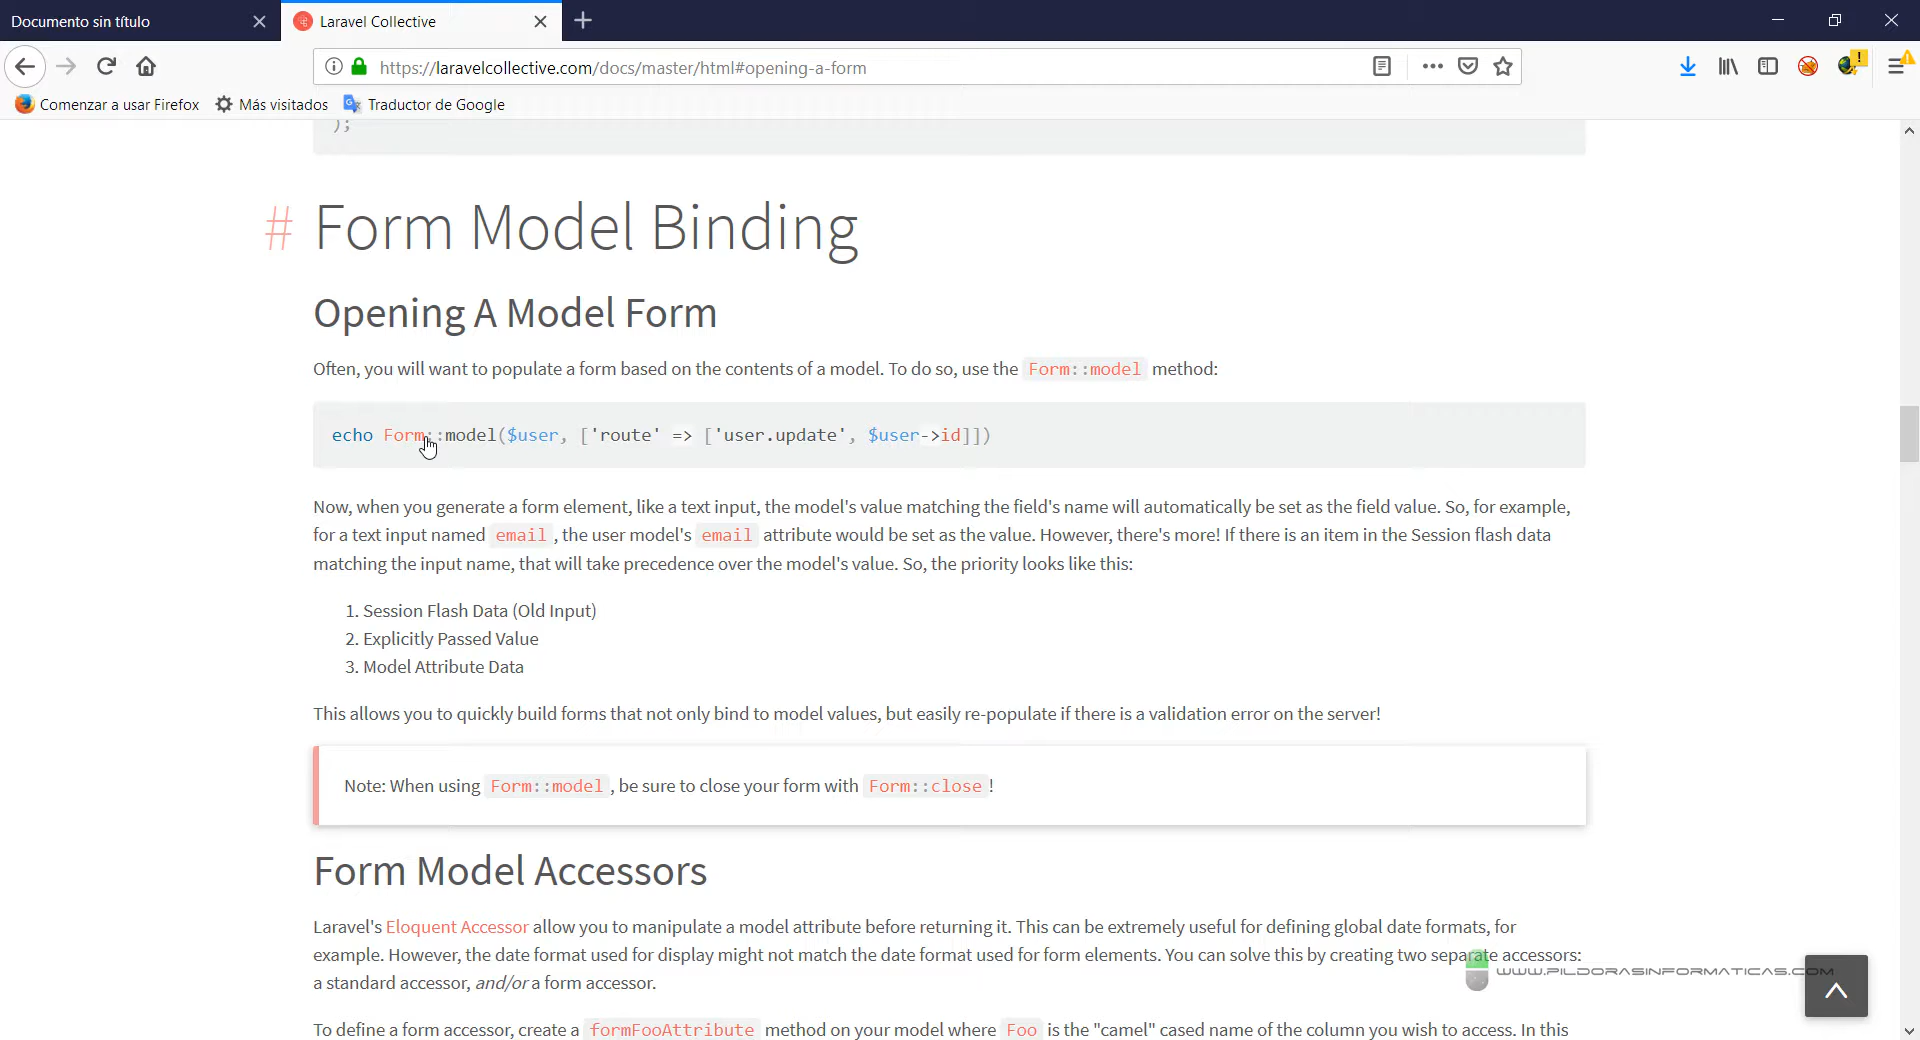 Documento sin título
Laravel Collective
https://laravelcollective.com/docs/master/html#opening-a-form
Comenzar a usar Firefox
Más visitados
Traductor de Google
);
# Form Model Binding
Opening A Model Form
Often, you will want to populate a form based on the contents of a model. To do so, use the Form::model method:
echo Form::model($user, ['route' => ['user.update', $user->id]])
Now, when you generate a form element, like a text input, the model's value matching the field's name will automatically be set as the field value. So, for example,
for a text input named email, the user model's email attribute would be set as the value. However, there's more! If there is an item in the Session flash data
matching the input name, that will take precedence over the model's value. So, the priority looks like this:
1. Session Flash Data (Old Input)
2. Explicitly Passed Value
3. Model Attribute Data
This allows you to quickly build forms that not only bind to model values, but easily re-populate if there is a validation error on the server!
Note: When using Form::model, be sure to close your form with Form::close!
Form Model Accessors
Laravel's Eloquent Accessor allow you to manipulate a model attribute before returning it. This can be extremely useful for defining global date formats, for
example. However, the date format used for display might not match the date format used for form elements. You can solve this by creating two separate accessors:
a standard accessor, and/or a form accessor.
WWW.PILDORASINFORMATICAS.COM
To define a form accessor, create a formFooAttribute method on your model where Foo is the "camel" cased name of the column you wish to access. In this